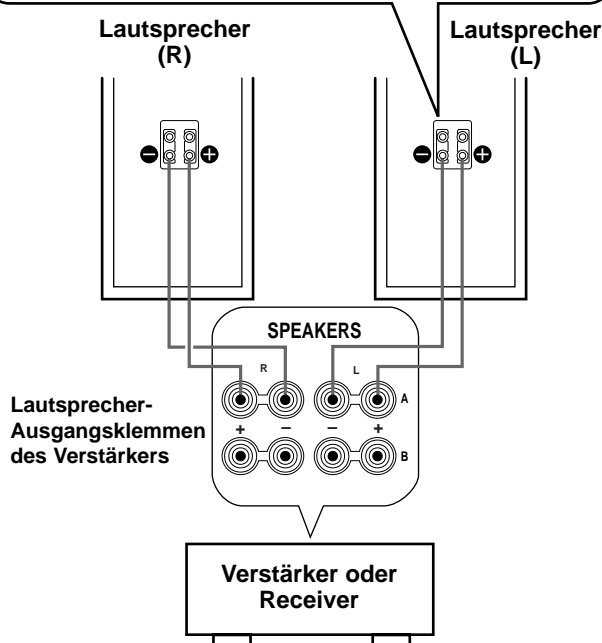 Lautsprecher
(R)
Lautsprecher
(L)
− +
− +
SPEAKERS
R L
A
+ − − +
B
Lautsprecher-
Ausgangsklemmen
des Verstärkers
Verstärker oder
Receiver